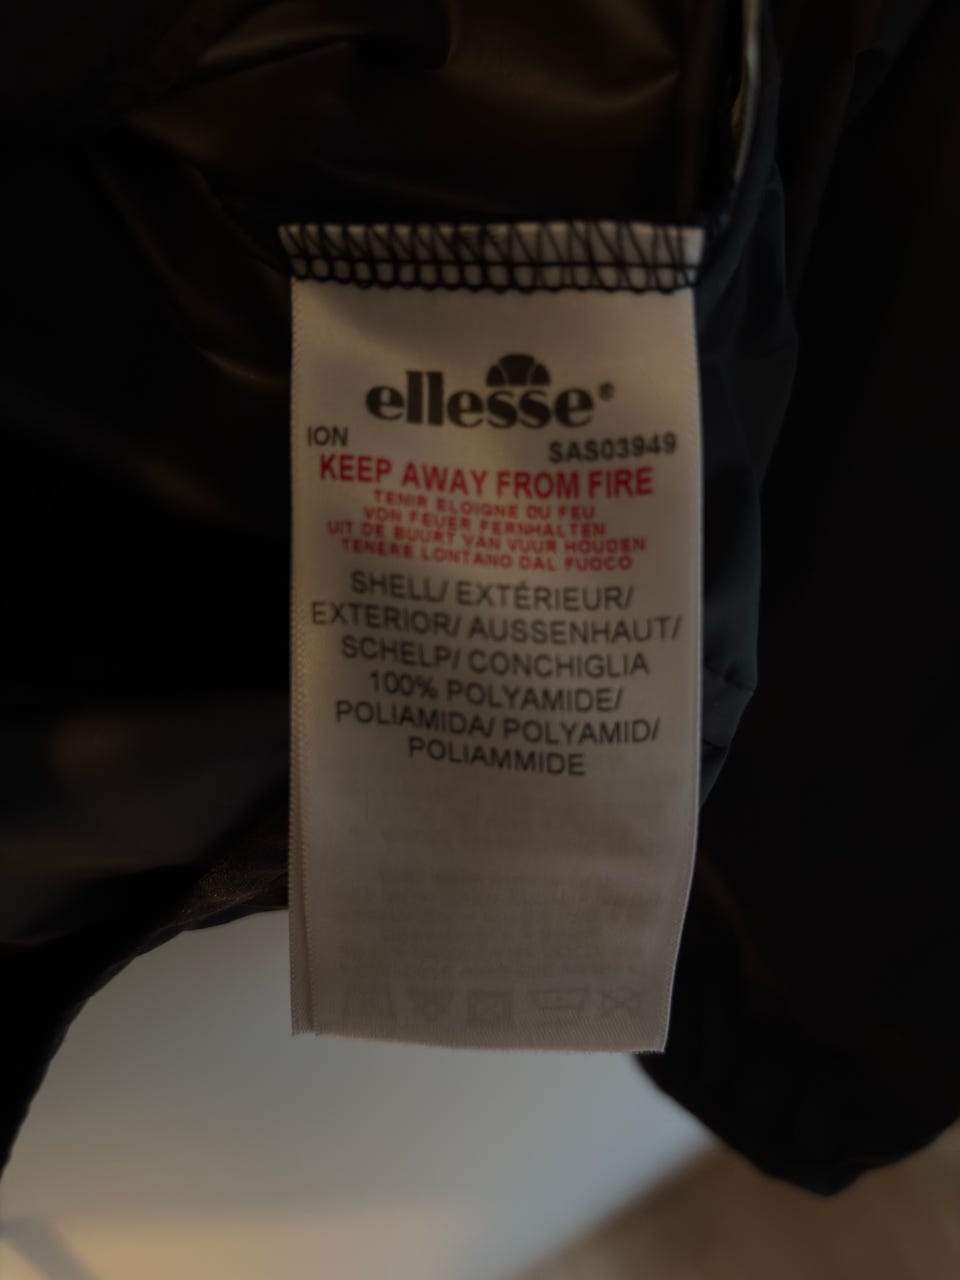 ellesse®
ION
SAS03949
KEEP AWAY FROM FIRE
TENIR ELOIGNE DU FEU
VON FEUER FERNHALTEN
UIT DE BUURT VAN VUUR HOUDEN
TENERE LONTANO DAL FUOCO
SHELL/ EXTÉRIEUR/
EXTERIOR/ AUSSENHAUT/
SCHELP/ CONCHIGLIA
100% POLYAMIDE/
POLIAMIDA/ POLYAMID/
POLIAMMIDE